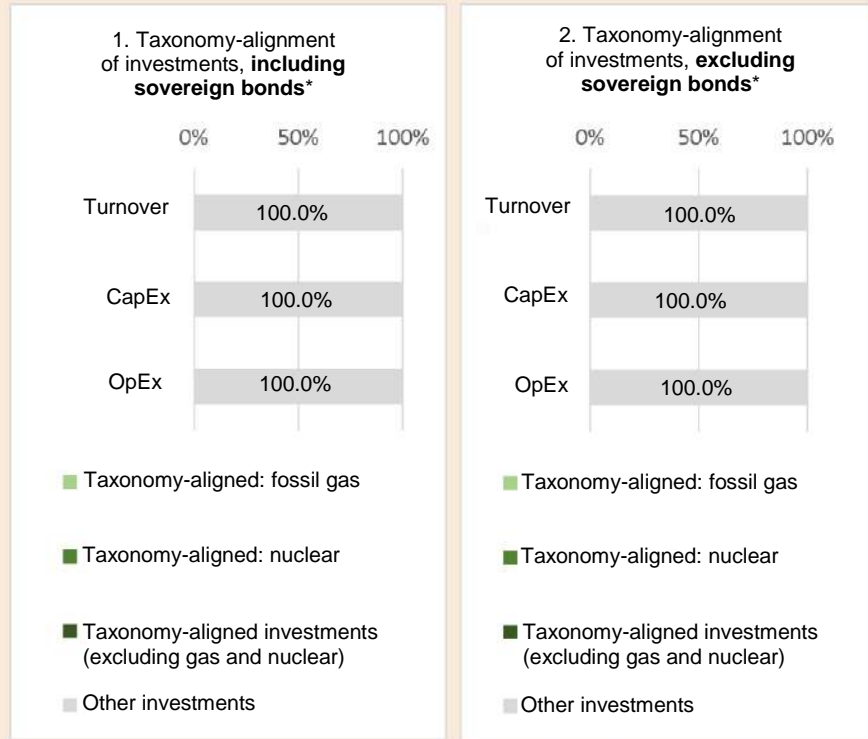 1. Taxonomy-alignment
of investments, including
sovereign bonds*
0% 50% 100%
Turnover 100.0%
CapEx 100.0%
OpEx 100.0%
Taxonomy-aligned: fossil gas
Taxonomy-aligned: nuclear
Taxonomy-aligned investments
(excluding gas and nuclear)
Other investments
2. Taxonomy-alignment
of investments, excluding
sovereign bonds*
0% 50% 100%
Turnover 100.0%
CapEx 100.0%
OpEx 100.0%
Taxonomy-aligned: fossil gas
Taxonomy-aligned: nuclear
Taxonomy-aligned investments
(excluding gas and nuclear)
Other investments